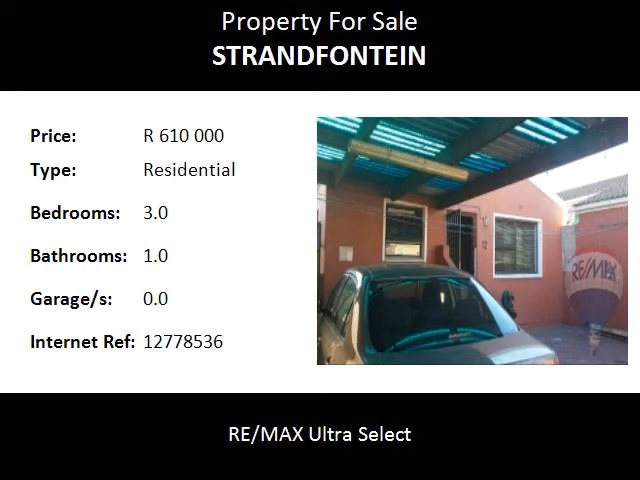 Property For Sale
STRANDFONTEIN
Price: R 610 000
Type: Residential
Bedrooms: 3.0
Bathrooms: 1.0
Garage/s: 0.0
Internet Ref: 12778536
12
RE/MAX
RE/MAX Ultra Select